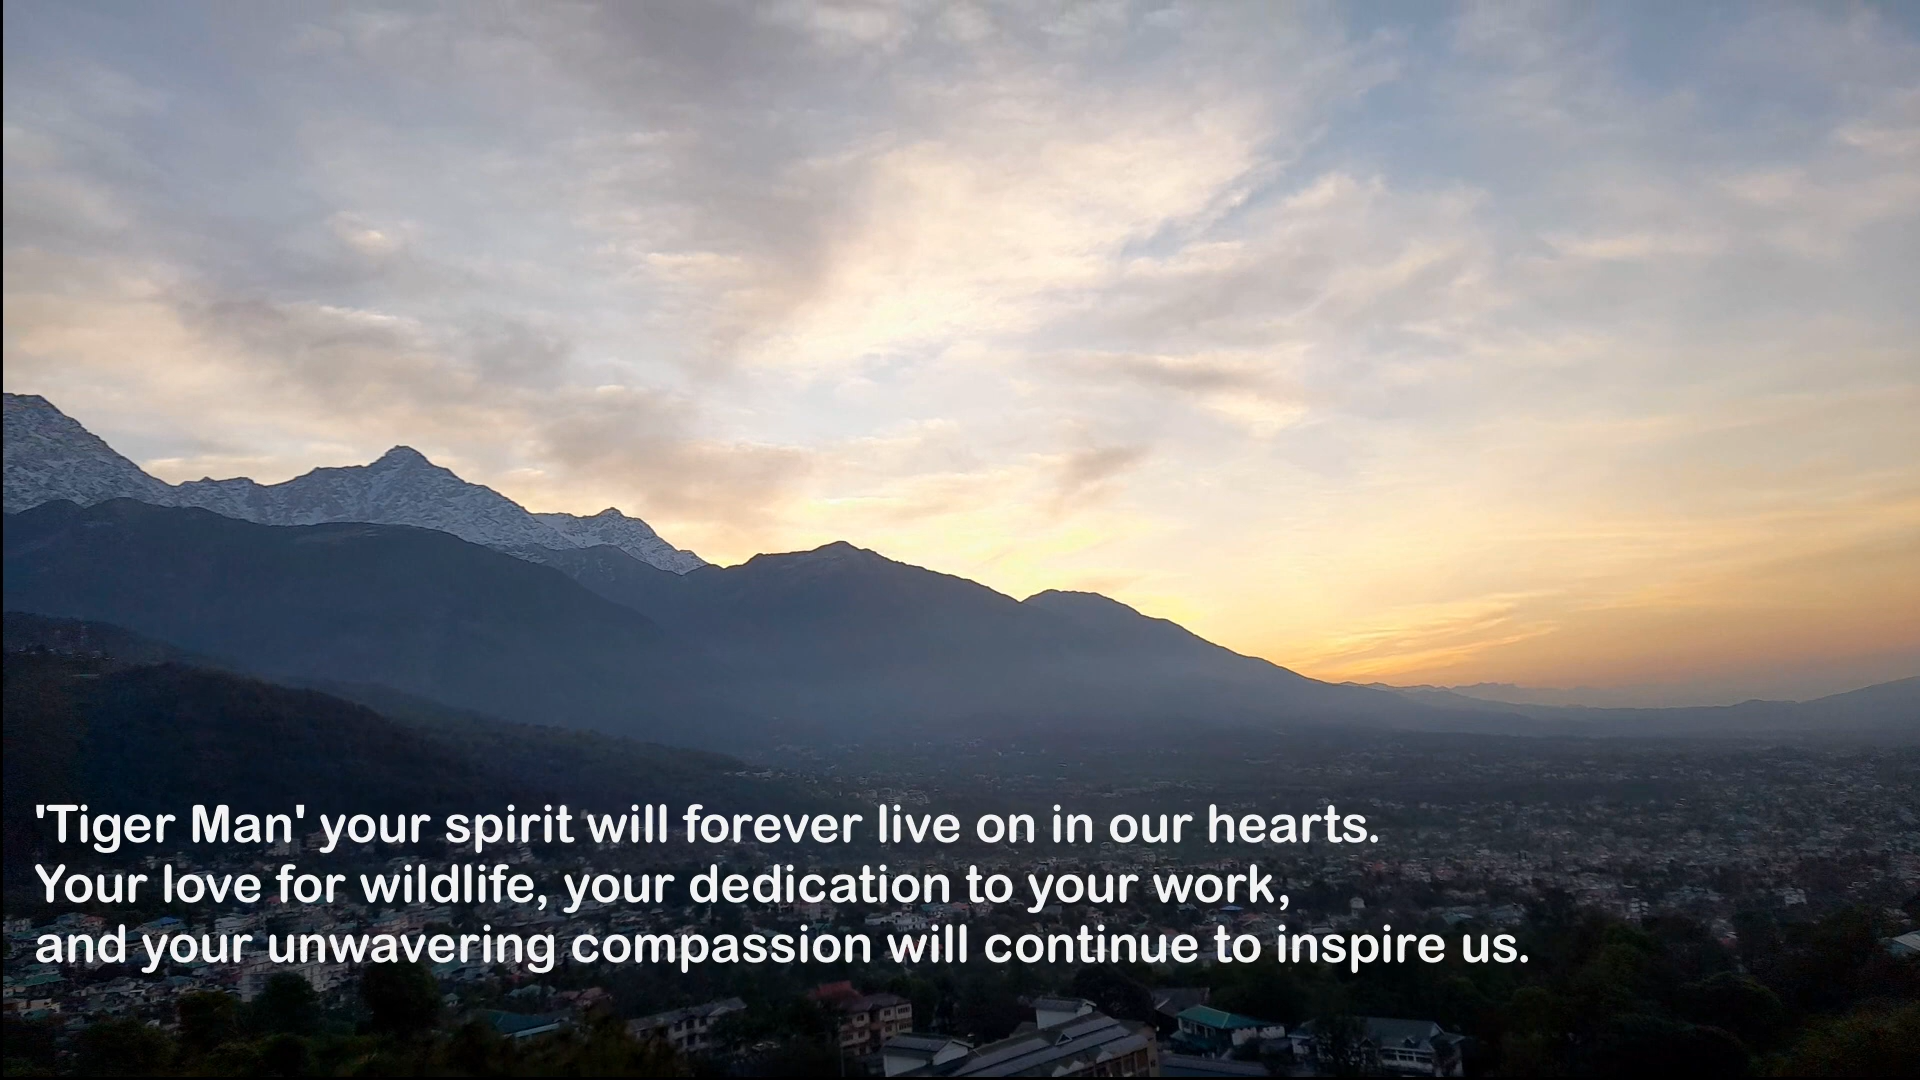 'Tiger Man' your spirit will forever live on in our hearts.
Your love for wildlife, your dedication to your work,
and your unwavering compassion will continue to inspire us.